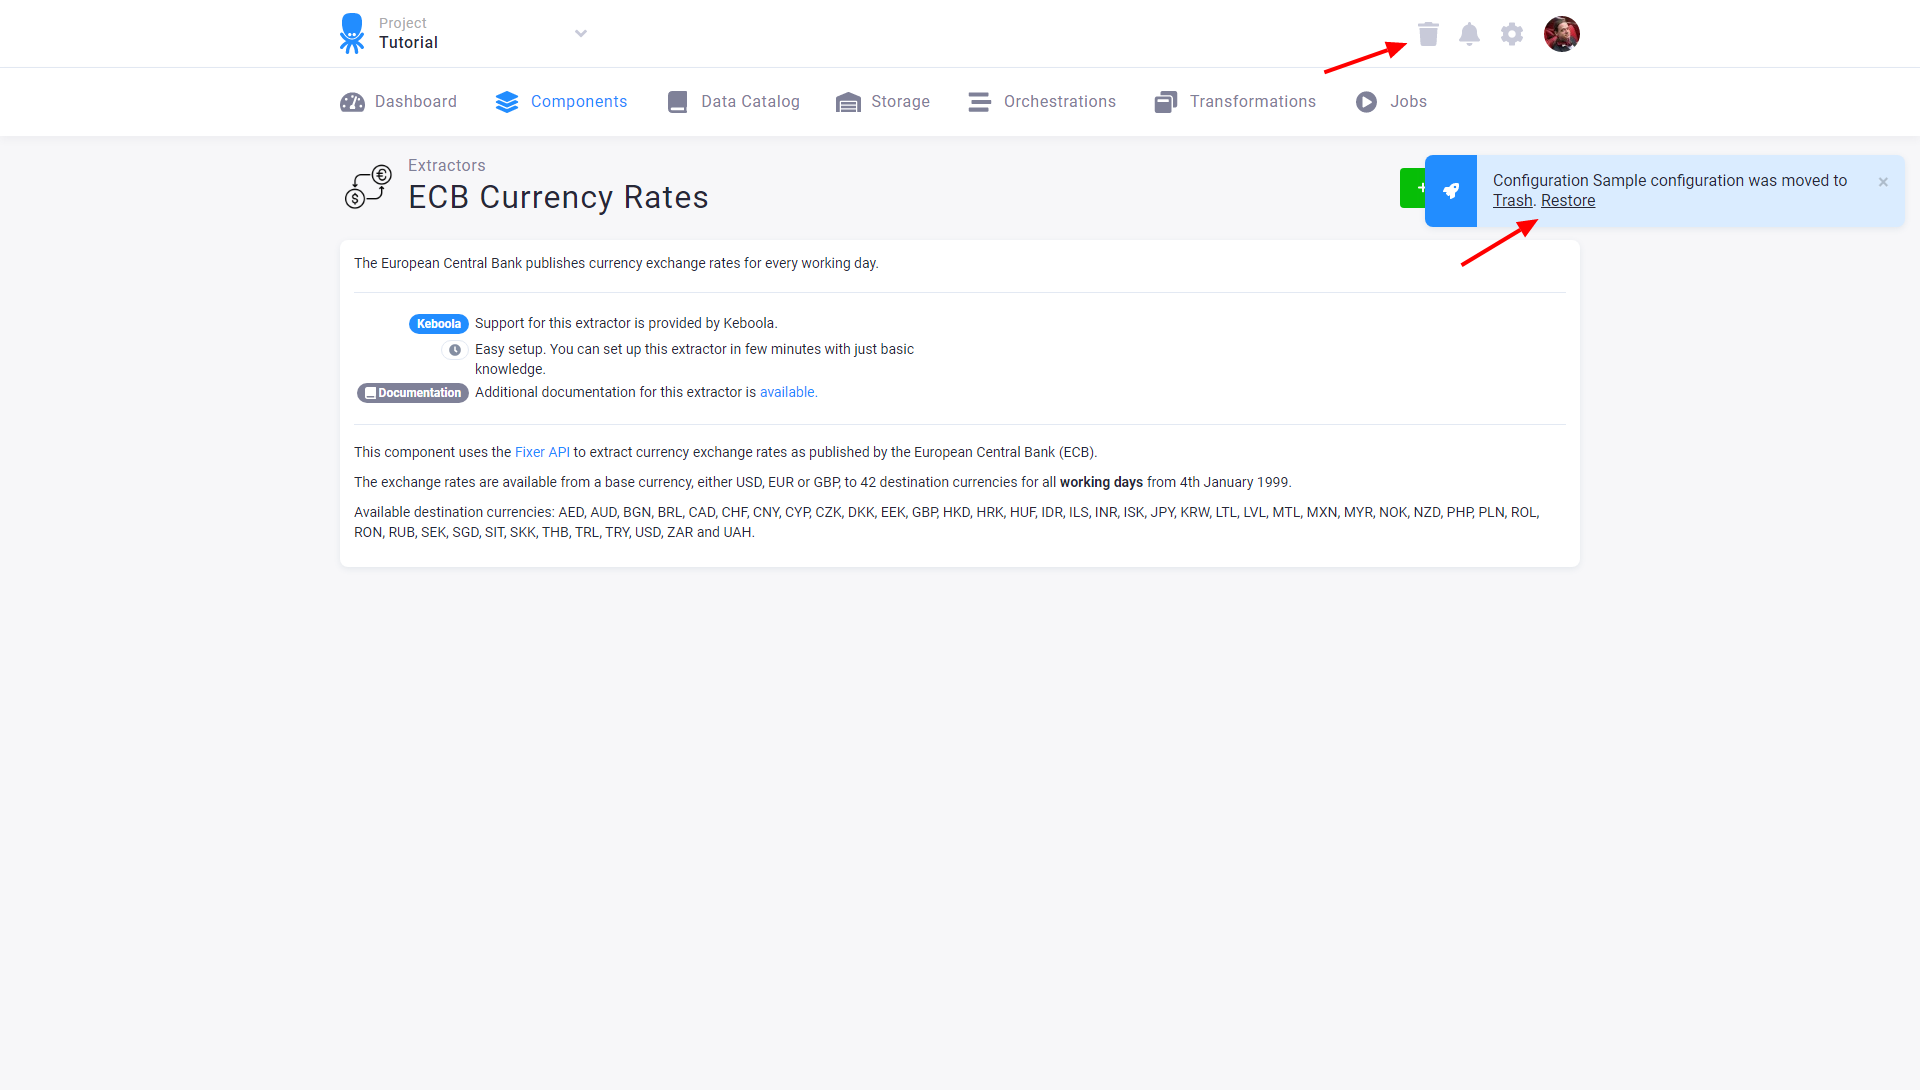 Project
Tutorial
Dashboard
Components
Data Catalog
Storage
Orchestrations
Transformations
Jobs
Extractors
ECB Currency Rates
+
Configuration Sample configuration was moved to
Trash. Restore
×
The European Central Bank publishes currency exchange rates for every working day.
Keboola Support for this extractor is provided by Keboola.
Easy setup. You can set up this extractor in few minutes with just basic
knowledge.
Documentation Additional documentation for this extractor is available.
This component uses the Fixer API to extract currency exchange rates as published by the European Central Bank (ECB).
The exchange rates are available from a base currency, either USD, EUR or GBP, to 42 destination currencies for all working days from 4th January 1999.
Available destination currencies: AED, AUD, BGN, BRL, CAD, CHF, CNY, CYP, CZK, DKK, EEK, GBP, HKD, HRK, HUF, IDR, ILS, INR, ISK, JPY, KRW, LTL, LVL, MTL, MXN, MYR, NOK, NZD, PHP, PLN, ROL,
RON, RUB, SEK, SGD, SIT, SKK, THB, TRL, TRY, USD, ZAR and UAH.